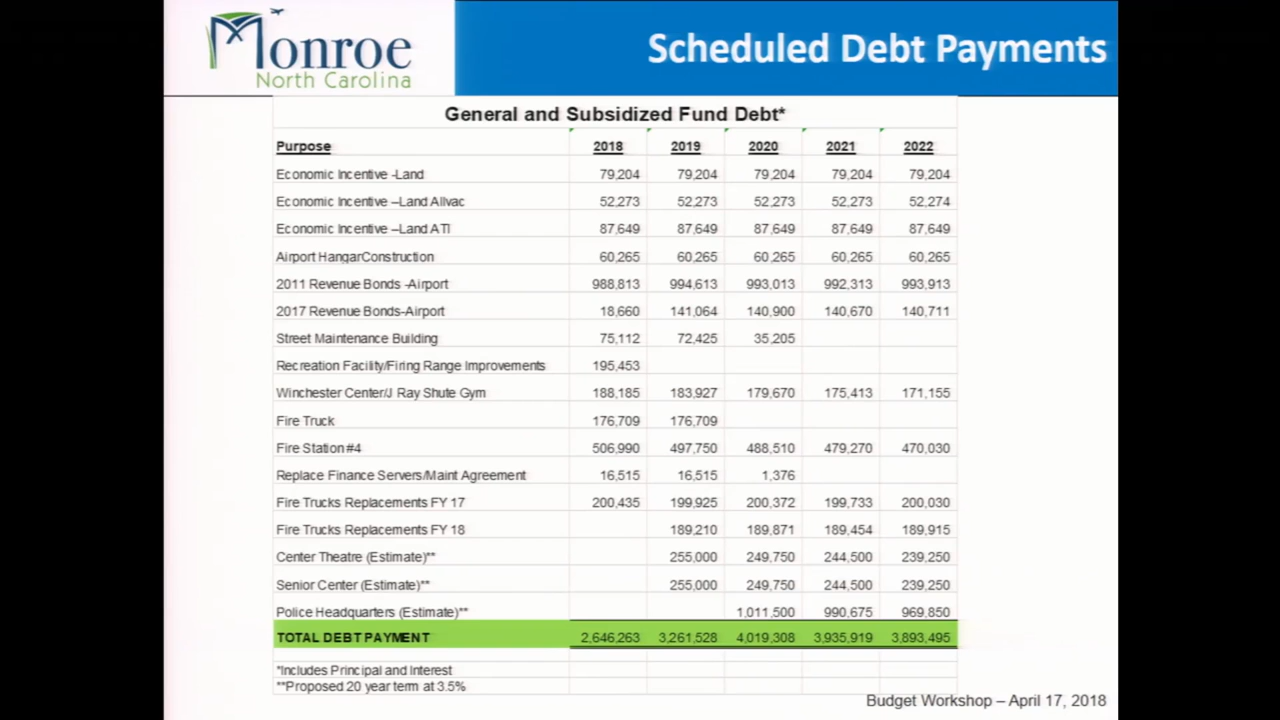 Monroe
North Carolina
Scheduled Debt Payments
General and Subsidized Fund Debt*
Purpose 2018 2019 2020 2021 2022
Economic Incentive -Land 79,204 79,204 79,204 79,204 79,204
Economic Incentive –Land Allvac 52,273 52,273 52,273 52,273 52,274
Economic Incentive –Land ATI 87,649 87,649 87,649 87,649 87,649
Airport HangarConstruction 60,265 60,265 60,265 60,265 60,265
2011 Revenue Bonds -Airport 988,813 994,613 993,013 992,313 993,913
2017 Revenue Bonds-Airport 18,660 141,064 140,900 140,670 140,711
Street Maintenance Building 75,112 72,425 35,205
Recreation Facility/Firing Range Improvements 195,453
Winchester Center/J Ray Shute Gym 188,185 183,927 179,670 175,413 171,155
Fire Truck 176,709 176,709
Fire Station #4 506,990 497,750 488,510 479,270 470,030
Replace Finance Servers/Maint Agreement 16,515 16,515 1,376
Fire Trucks Replacements FY 17 200,435 199,925 200,372 199,733 200,030
Fire Trucks Replacements FY 18 189,210 189,871 189,454 189,915
Center Theatre (Estimate)** 255,000 249,750 244,500 239,250
Senior Center (Estimate)** 255,000 249,750 244,500 239,250
Police Headquarters (Estimate)** 1,011,500 990,675 969,850
TOTAL DEBT PAYMENT 2,646,263 3,261,528 4,019,308 3,935,919 3,893,495
*Includes Principal and Interest
**Proposed 20 year term at 3.5%
Budget Workshop – April 17, 2018